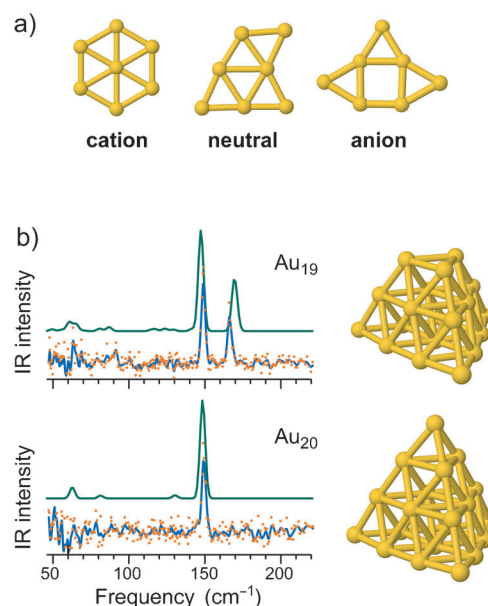 a)
cation neutral anion
b)
IR intensity
Au₁₉
IR intensity
Au₂₀
50 100 150 200
Frequency (cm⁻¹)